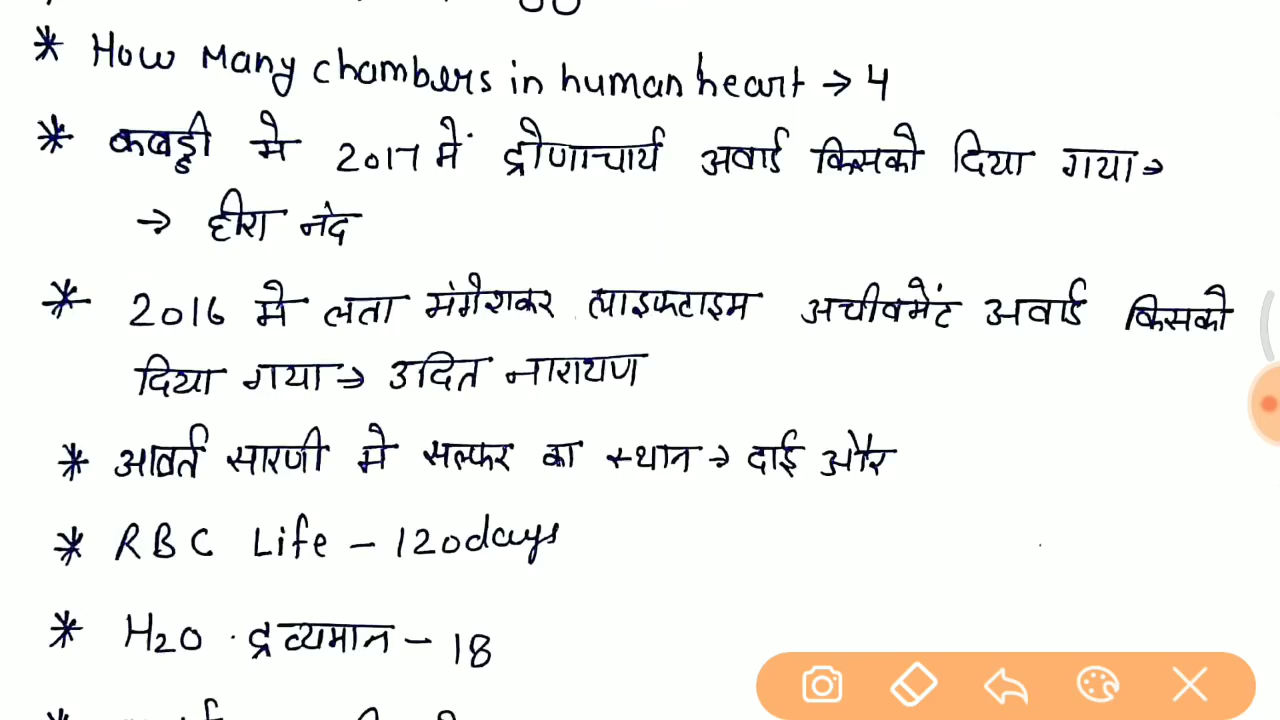 * How Many chambers in human heart → 4
* कबड्डी मे 2017 में द्रौणाचार्य अवार्ड किसकौ दिया गया →
→ हीरा नंद
* 2016 मे लता मंगेशकर लाइफटाइम अचीवमेंट अवार्ड किसकौ
दिया गया → उदित नारायण
* आवर्त सारणी मे सल्फर का स्थान → दाई और
* RBC Life - 120days
* H2O द्रव्यमान - 18